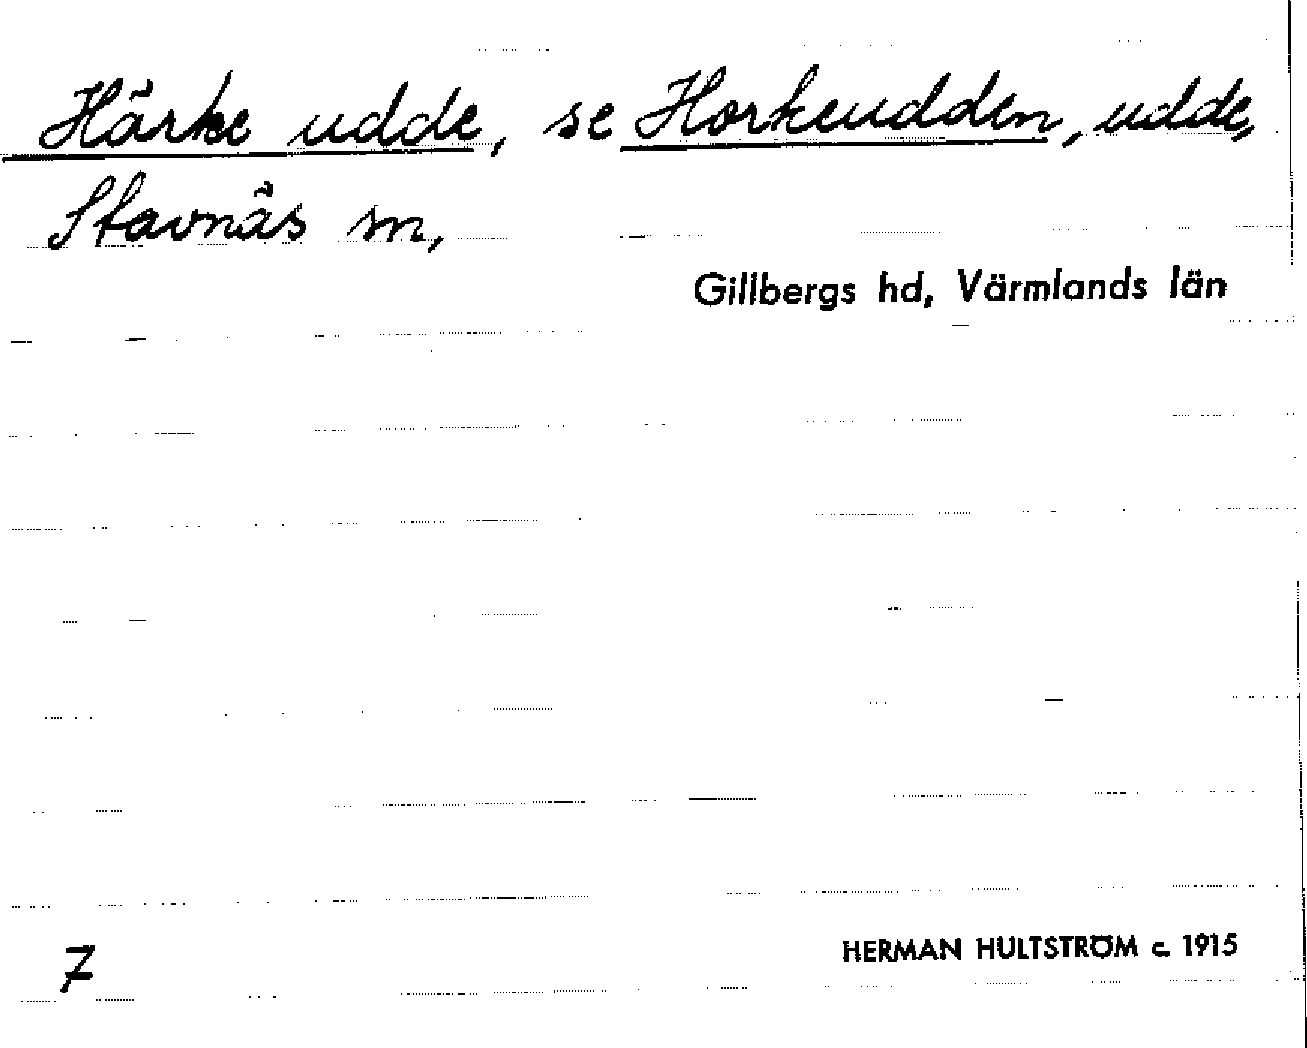 Härke udde, se Horkeudden, udde,
Stavnäs sn,
Gillbergs hd, Värmlands län
7
HERMAN HULTSTRÖM c. 1915